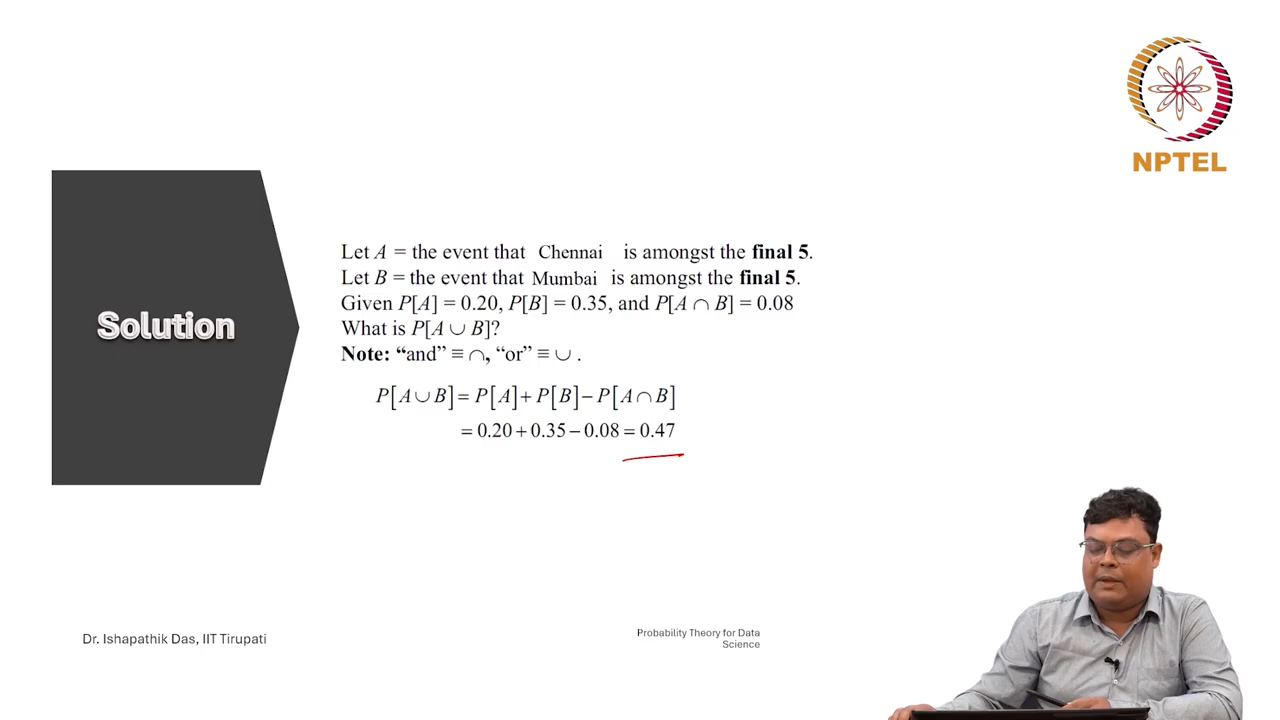 NPTEL
Solution
Let A = the event that Chennai is amongst the final 5.
Let B = the event that Mumbai is amongst the final 5.
Given P[A] = 0.20, P[B] = 0.35, and P[A ∩ B] = 0.08
What is P[A ∪ B]?
Note: “and” ≡ ∩, “or” ≡ ∪ .
P[A ∪ B] = P[A] + P[B] − P[A ∩ B]
= 0.20 + 0.35 − 0.08 = 0.47
Dr. Ishapathik Das, IIT Tirupati
Probability Theory for Data
Science